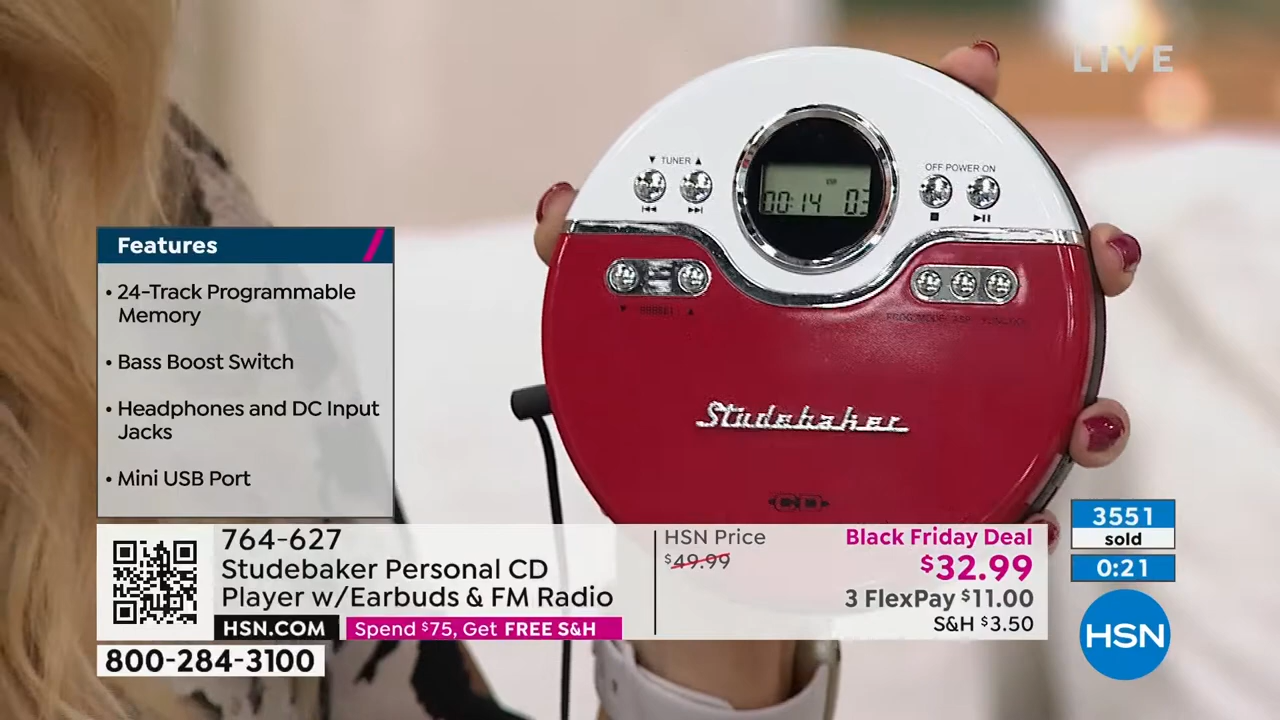 LIVE
▼ TUNER ▲
OFF POWER ON
00:14 03
PRESET
Studebaker
CD
Features
• 24-Track Programmable
Memory
• Bass Boost Switch
• Headphones and DC Input
Jacks
• Mini USB Port
764-627
Studebaker Personal CD
Player w/Earbuds & FM Radio
HSN.COM
Spend $75, Get FREE S&H
800-284-3100
HSN Price
$49.99
Black Friday Deal
$32.99
3 FlexPay $11.00
S&H $3.50
3551
sold
0:21
HSN